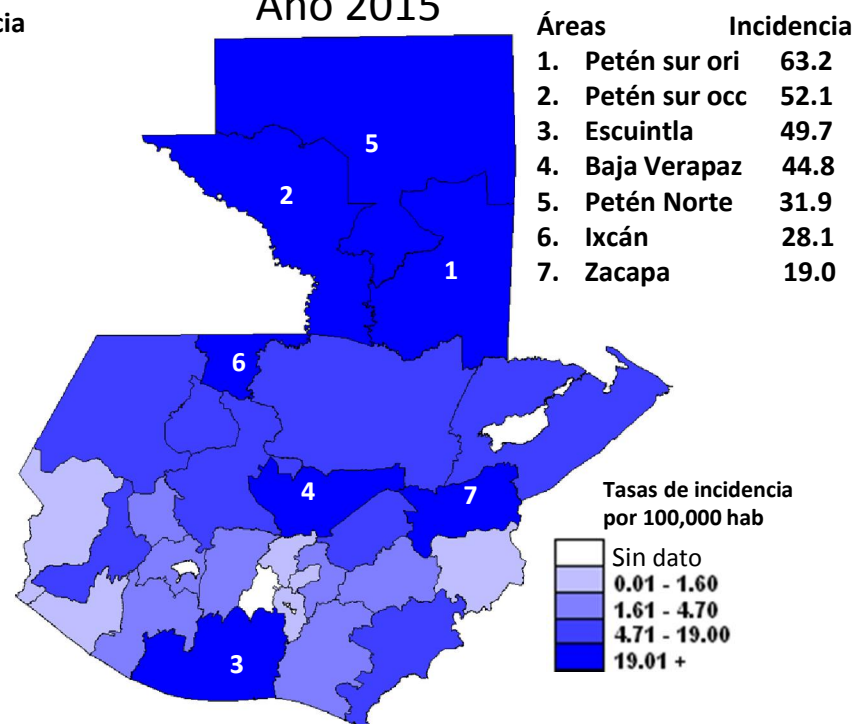 cia
Año 2015
Áreas Incidencia
1. Petén sur ori 63.2
2. Petén sur occ 52.1
3. Escuintla 49.7
4. Baja Verapaz 44.8
5. Petén Norte 31.9
6. Ixcán 28.1
7. Zacapa 19.0
5
2
1
6
4
7
3
Tasas de incidencia
por 100,000 hab
Sin dato
0.01 - 1.60
1.61 - 4.70
4.71 - 19.00
19.01 +